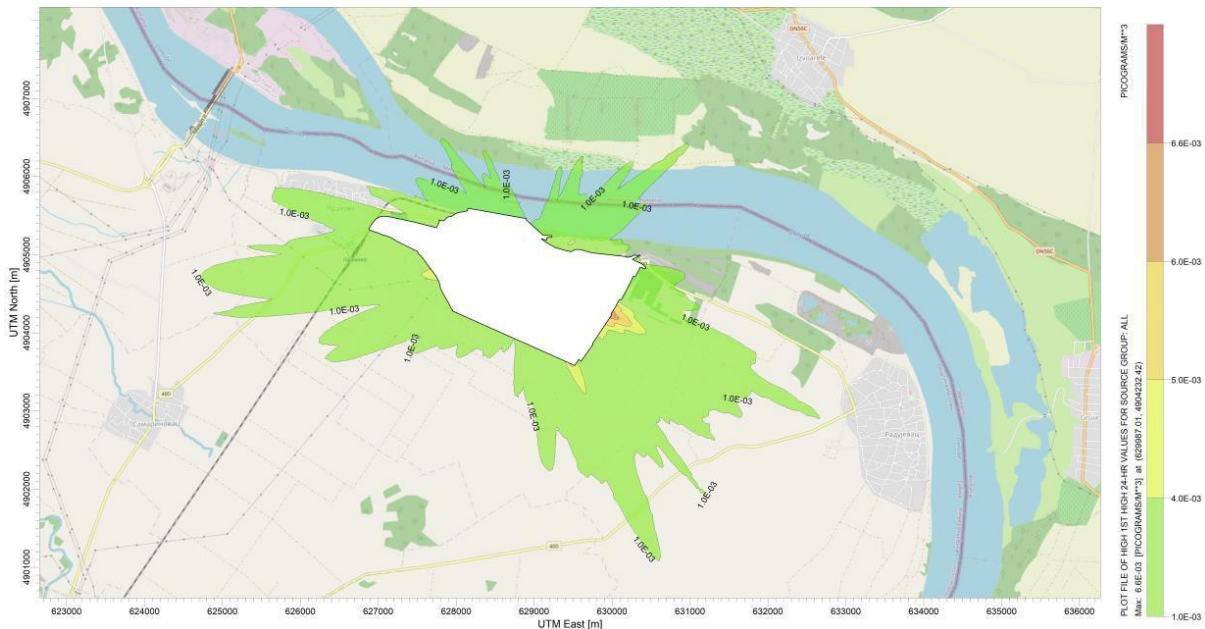 PICOGRAMS/M**3
6.6E-03
6.0E-03
5.0E-03
4.0E-03
1.0E-03
PLOT FILE OF HIGH 1ST HIGH 24-HR VALUES FOR SOURCE GROUP: ALL
Max: 6.6E-03 [PICOGRAMS/M**3] at (629987.01, 4904232.42)
UTM North [m]
4907000
4906000
4905000
4904000
4903000
4902000
4901000
DN56C
Izvoarele
1.0E-03
1.0E-03
1.0E-03
1.0E-03
1.0E-03
DN56C
1.0E-03
1.0E-03
1.0E-03
1.0E-03
400
Самариновац
1.0E-03
1.0E-03
1.0E-03
Радујевац
Gruia
400
623000
624000
625000
626000
627000
628000
629000
630000
631000
632000
633000
634000
635000
636000
UTM East [m]